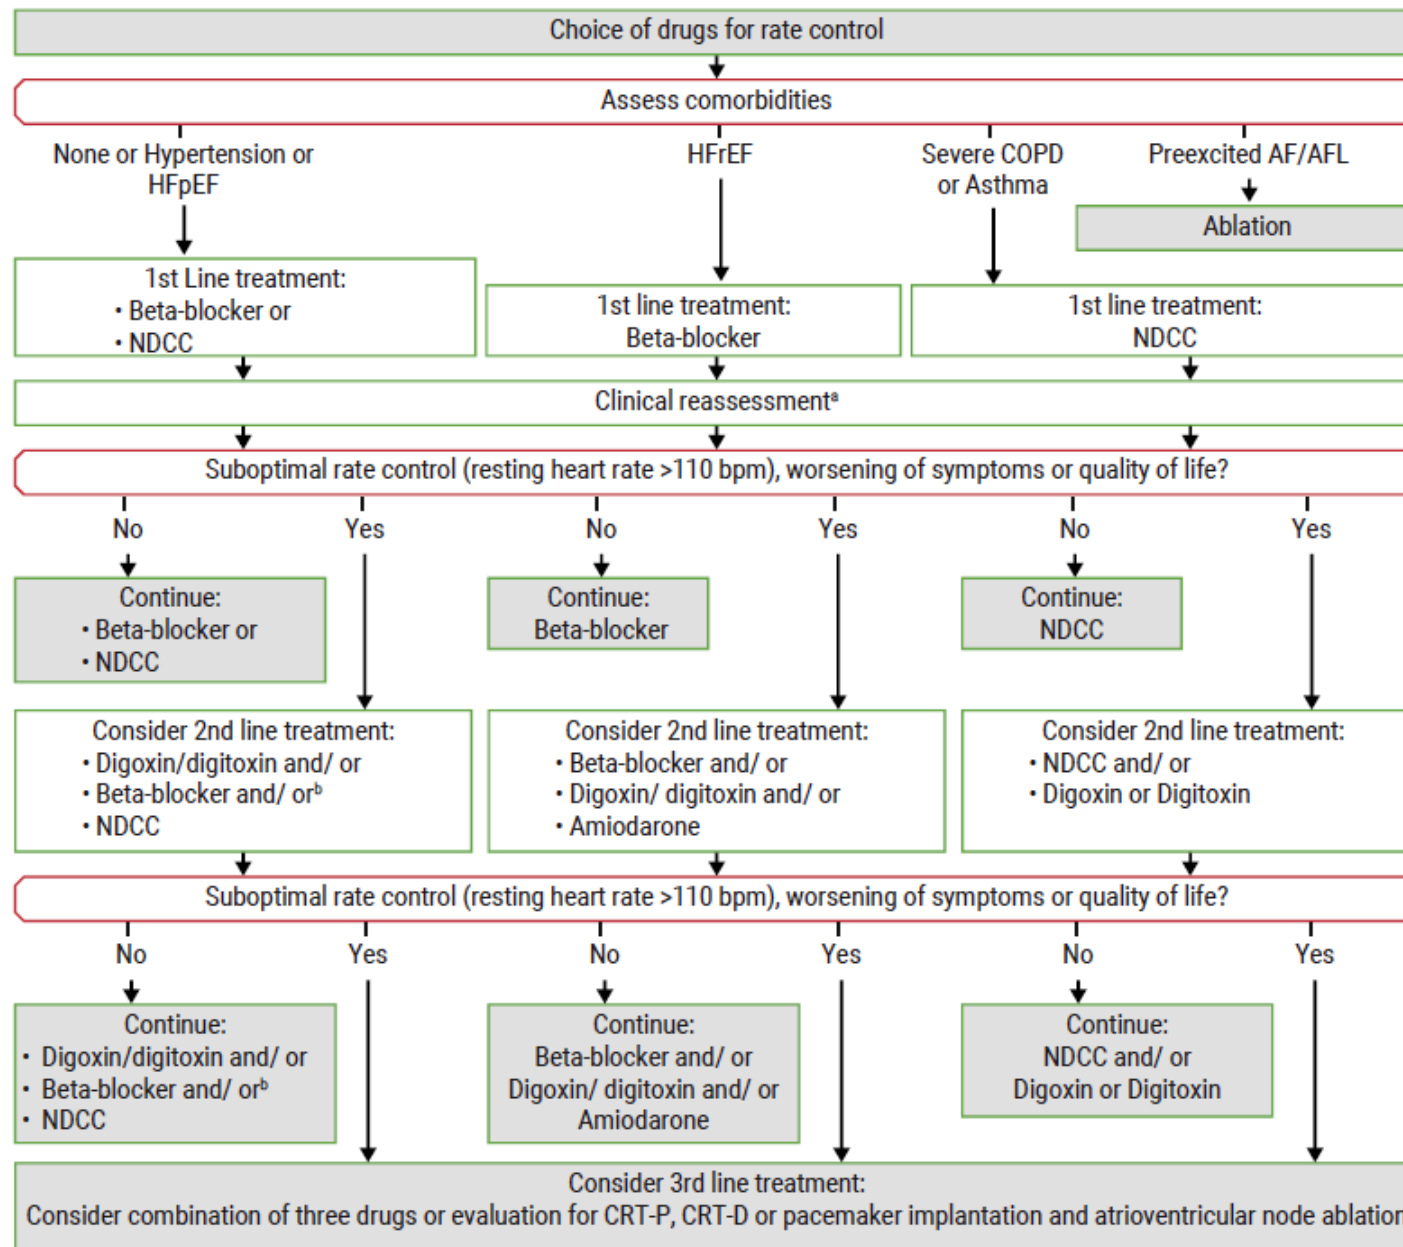 Choice of drugs for rate control
Assess comorbidities
None or Hypertension or
HFpEF
HFrEF
Severe COPD
or Asthma
Preexcited AF/AFL
Ablation
1st Line treatment:
• Beta-blocker or
• NDCC
1st line treatment:
Beta-blocker
1st line treatment:
NDCC
Clinical reassessmentᵃ
Suboptimal rate control (resting heart rate >110 bpm), worsening of symptoms or quality of life?
No
Yes
No
Yes
No
Yes
Continue:
• Beta-blocker or
• NDCC
Continue:
Beta-blocker
Continue:
NDCC
Consider 2nd line treatment:
• Digoxin/digitoxin and/ or
• Beta-blocker and/ orᵇ
• NDCC
Consider 2nd line treatment:
• Beta-blocker and/ or
• Digoxin/ digitoxin and/ or
• Amiodarone
Consider 2nd line treatment:
• NDCC and/ or
• Digoxin or Digitoxin
Suboptimal rate control (resting heart rate >110 bpm), worsening of symptoms or quality of life?
No
Yes
No
Yes
No
Yes
Continue:
• Digoxin/digitoxin and/ or
• Beta-blocker and/ orᵇ
• NDCC
Continue:
Beta-blocker and/ or
Digoxin/ digitoxin and/ or
Amiodarone
Continue:
NDCC and/ or
Digoxin or Digitoxin
Consider 3rd line treatment:
Consider combination of three drugs or evaluation for CRT-P, CRT-D or pacemaker implantation and atrioventricular node ablation